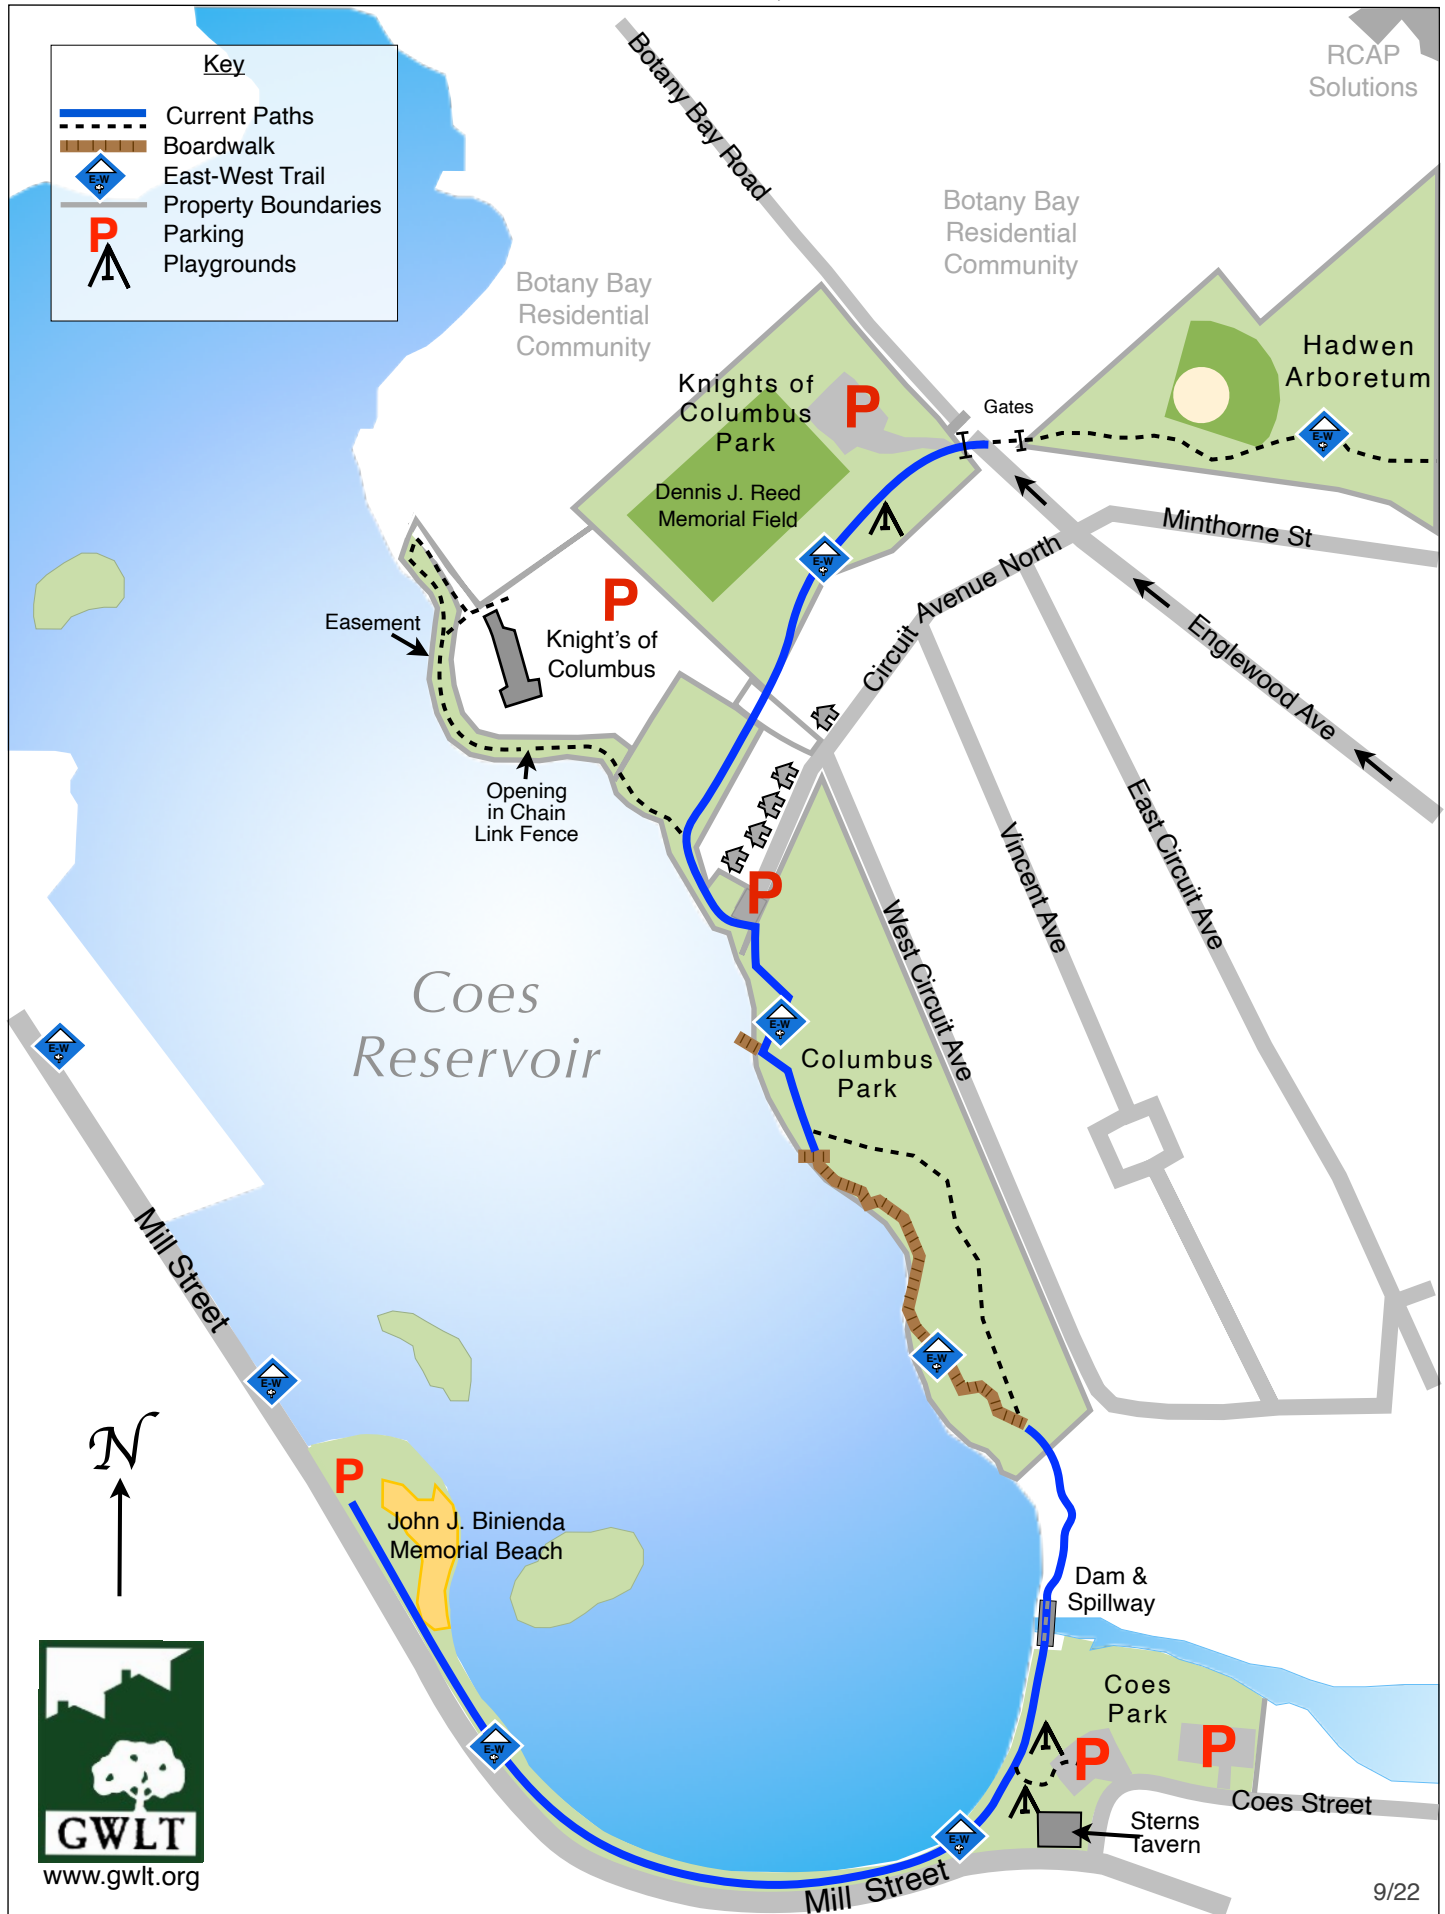 Key
Current Paths
Boardwalk
E-W
East-West Trail
Property Boundaries
P
Parking
Playgrounds
Botany Bay Road
RCAP
Solutions
Botany Bay
Residential
Community
Botany Bay
Residential
Community
Hadwen
Arboretum
E-W
Gates
Knights of
Columbus
Park
P
Dennis J. Reed
Memorial Field
E-W
Minthorne St
Circuit Avenue North
Englewood Ave
Easement
P
Knight's of
Columbus
Opening
in Chain
Link Fence
P
Vincent Ave
East Circuit Ave
West Circuit Ave
Coes
Reservoir
E-W
E-W
Columbus
Park
Mill Street
E-W
E-W
N
P
John J. Binienda
Memorial Beach
Dam &
Spillway
Coes
Park
P
P
E-W
E-W
Coes Street
Sterns
Tavern
Mill Street
GWLT
www.gwlt.org
9/22